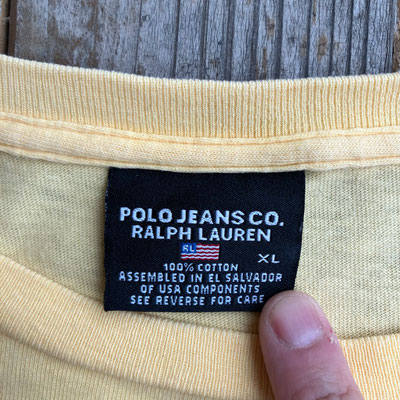 POLO JEANS CO.
RALPH LAUREN
RL
XL
100% COTTON
ASSEMBLED IN EL SALVADOR
OF USA COMPONENTS
SEE REVERSE FOR CARE